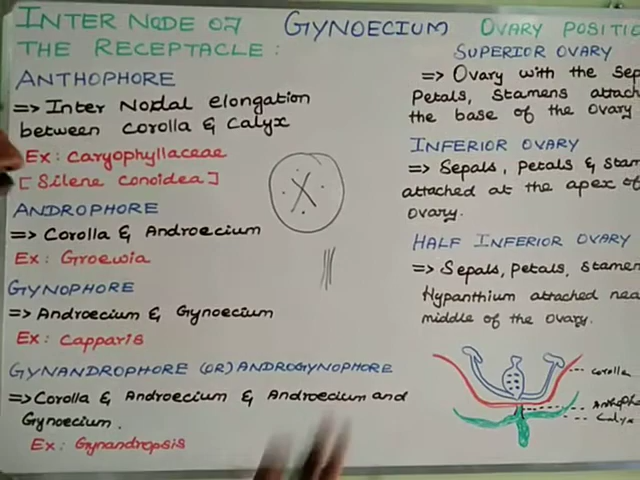 INTER NODE OF
THE RECEPTACLE :
ANTHOPHORE
=> Inter Nodal elongation
between Corolla & Calyx
Ex : Caryophyllaceae
[Silene conoidea]
ANDROPHORE
=> Corolla & Androecium
Ex : Groewia
GYNOPHORE
=> Androecium & Gynoecium
Ex : Capparis
GYNANDROPHORE (OR) ANDROGYNOPHORE
=> Corolla & Androecium & Androecium and
Gynoecium.
Ex : Gynandropsis
GYNOECIUM
OVARY POSITIO
SUPERIOR OVARY
=> Ovary with the Sep
Petals, Stamens attach
the base of the Ovary
INFERIOR OVARY
=> Sepals, petals & stam
attached at the apex of
ovary.
HALF INFERIOR OVARY
=> Sepals, petals, stamen
Hypanthium attached nea
middle of the ovary.
Corolla
Anthopho
Calyx